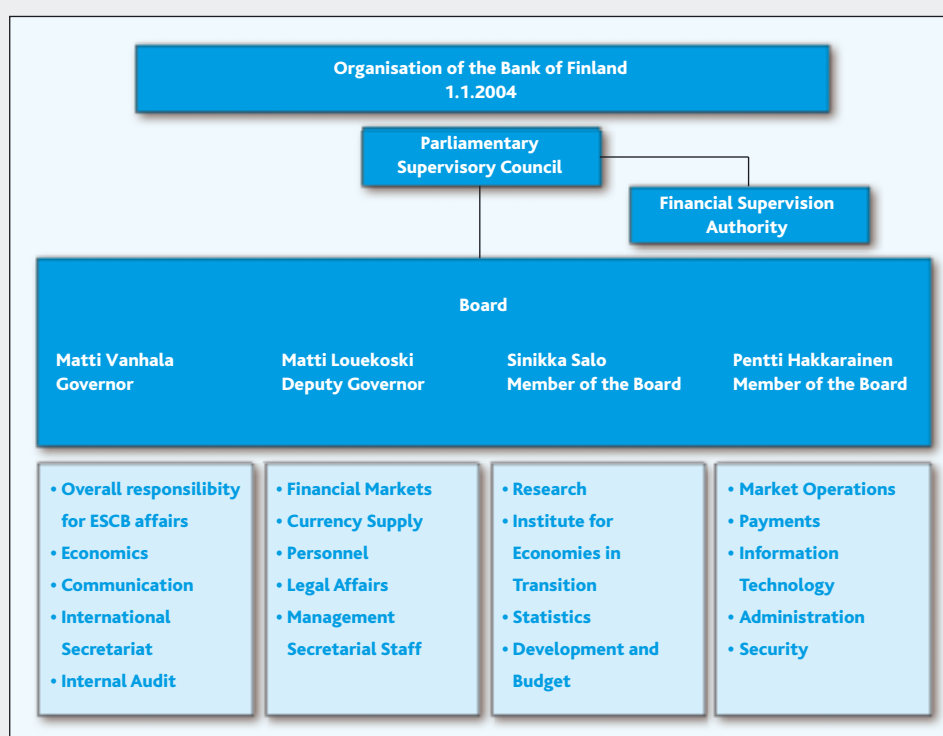 Organisation of the Bank of Finland
1.1.2004
Parliamentary
Supervisory Council
Financial Supervision
Authority
Board
Matti Vanhala
Governor
Matti Louekoski
Deputy Governor
Sinikka Salo
Member of the Board
Pentti Hakkarainen
Member of the Board
• Overall responsilibity
for ESCB affairs
• Economics
• Communication
• International
Secretariat
• Internal Audit
• Financial Markets
• Currency Supply
• Personnel
• Legal Affairs
• Management
Secretarial Staff
• Research
• Institute for
Economies in
Transition
• Statistics
• Development and
Budget
• Market Operations
• Payments
• Information
Technology
• Administration
• Security